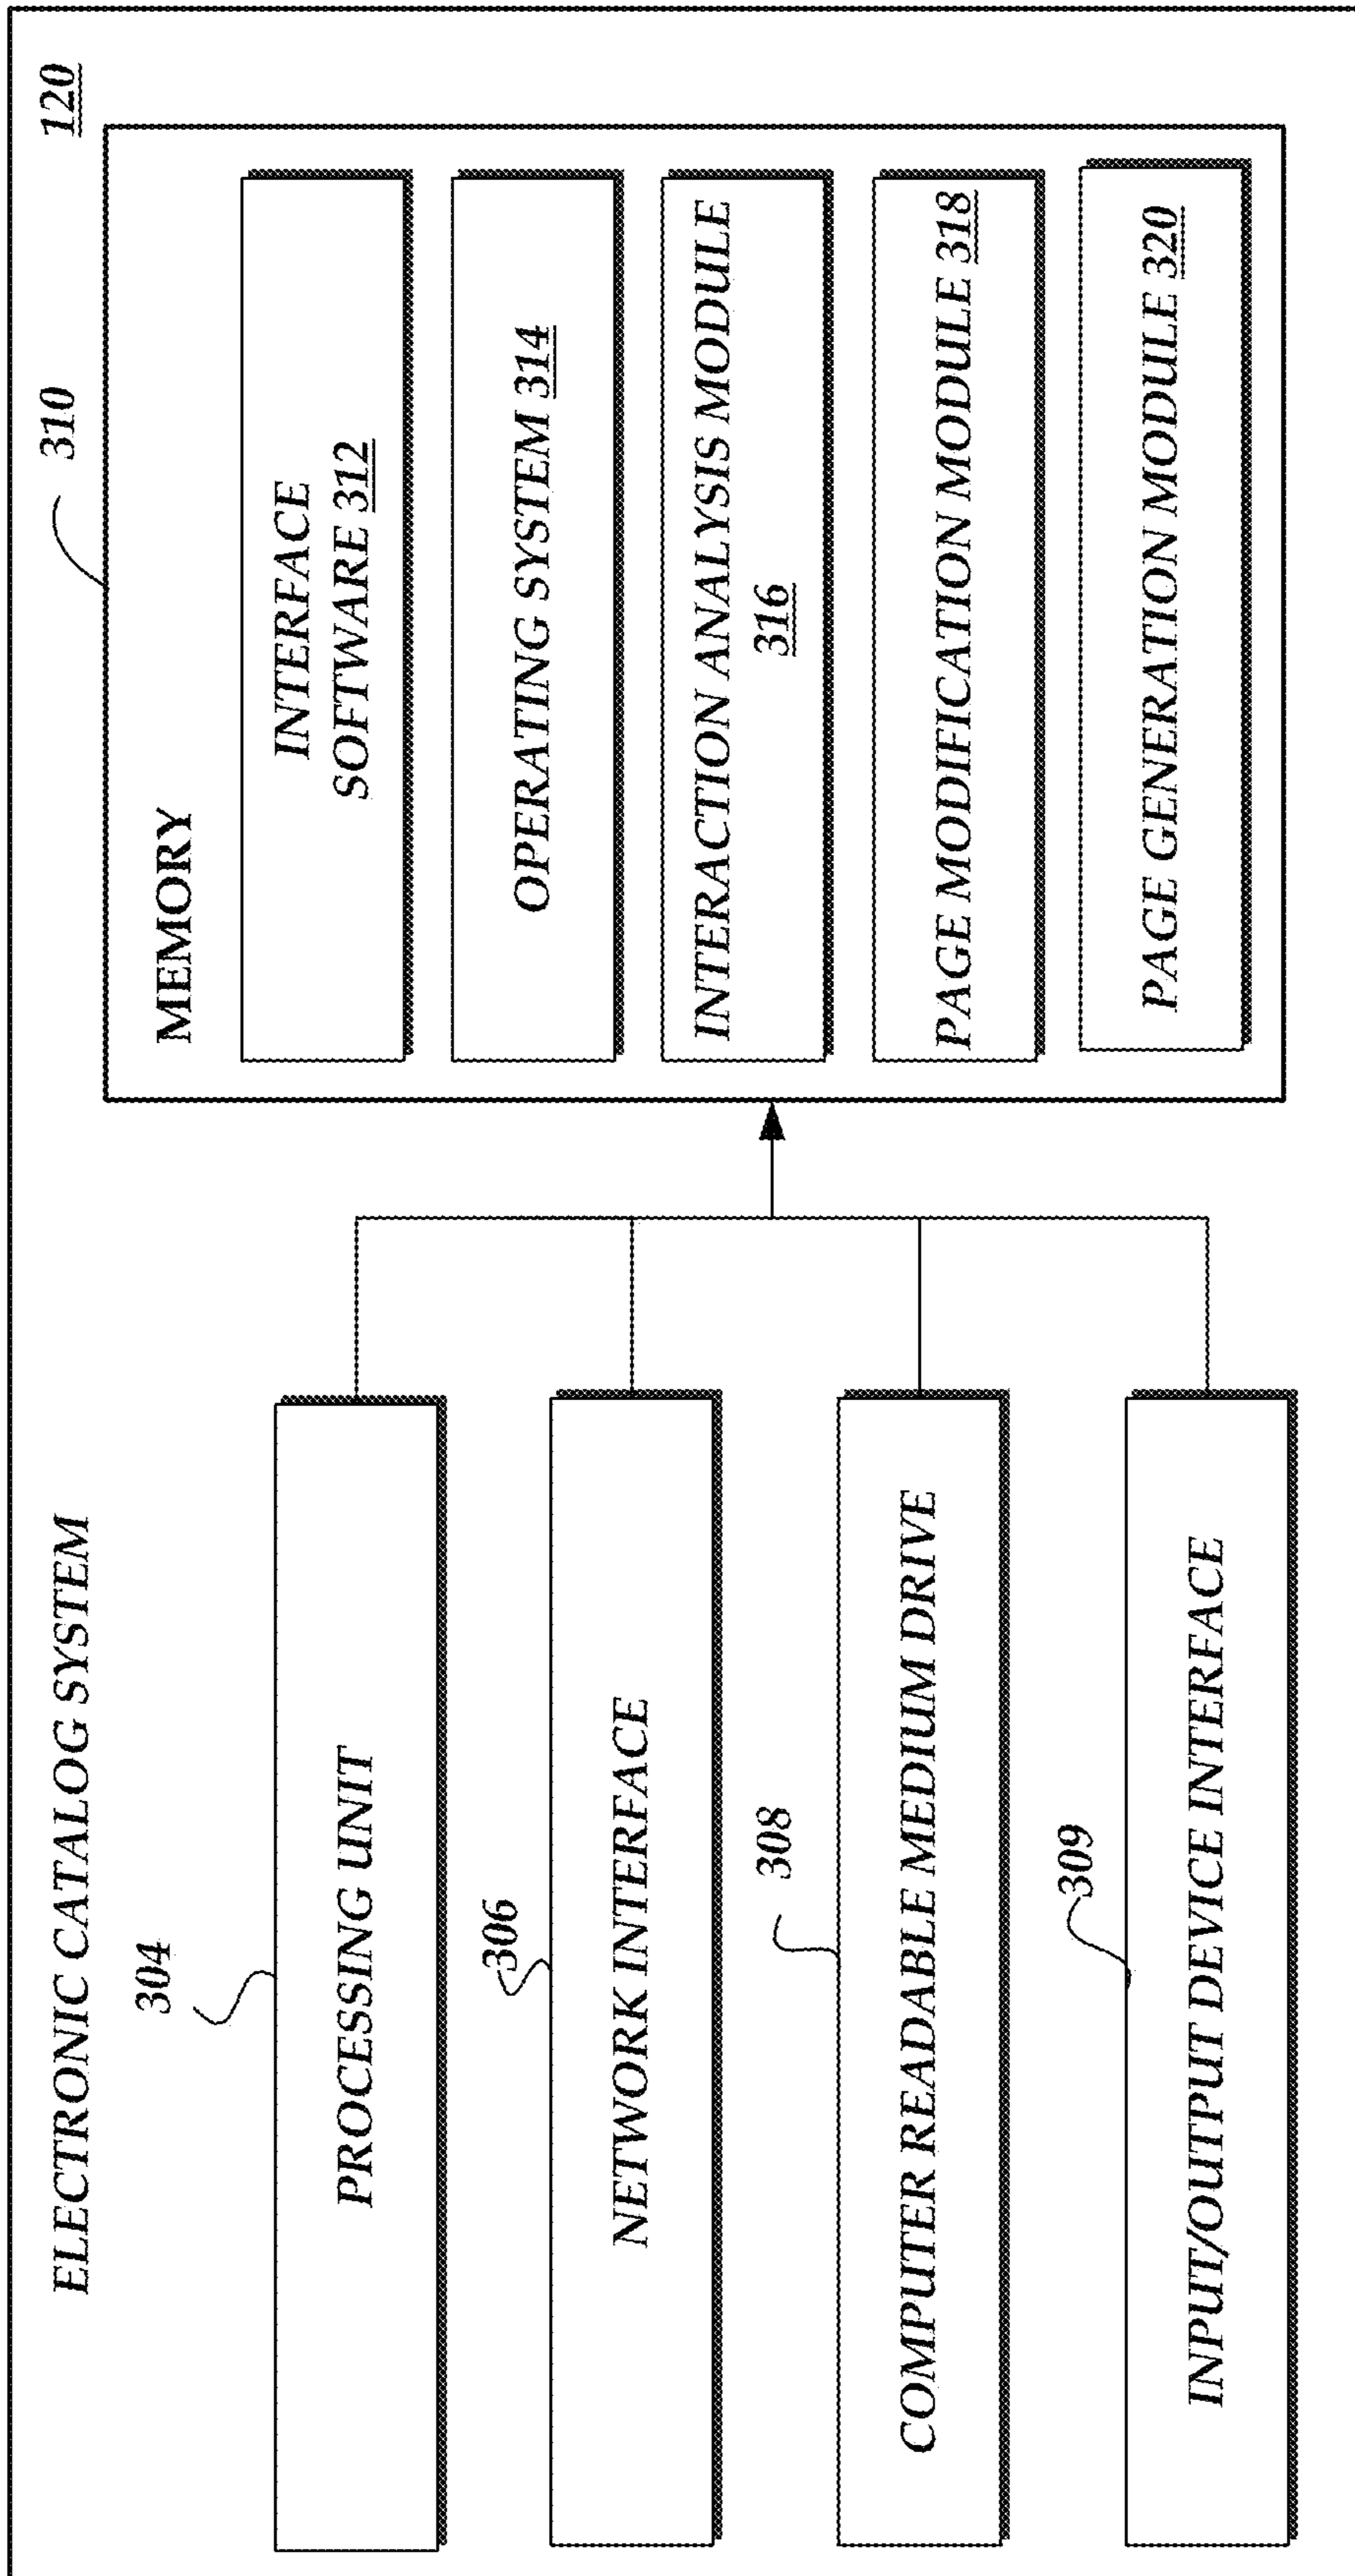 ELECTRONIC CATALOG SYSTEM
120
304
PROCESSING UNIT
306
NETWORK INTERFACE
308
COMPUTER READABLE MEDIUM DRIVE
309
INPUT/OUTPUT DEVICE INTERFACE
310
MEMORY
INTERFACE
SOFTWARE 312
OPERATING SYSTEM 314
INTERACTION ANALYSIS MODULE
316
PAGE MODIFICATION MODULE 318
PAGE GENERATION MODULE 320